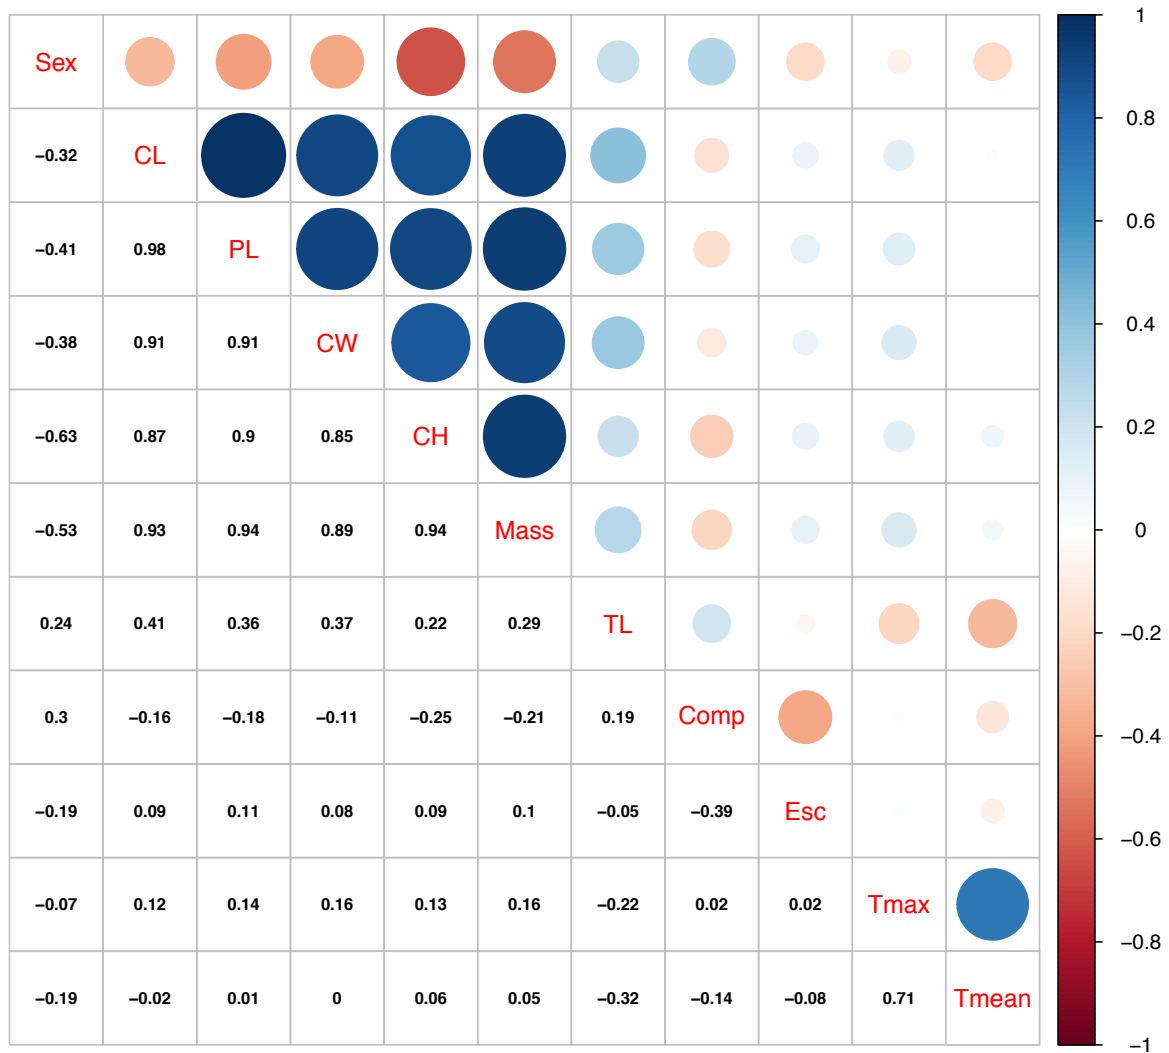 Sex
−0.32 CL
−0.41 0.98 PL
−0.38 0.91 0.91 CW
−0.63 0.87 0.9 0.85 CH
−0.53 0.93 0.94 0.89 0.94 Mass
0.24 0.41 0.36 0.37 0.22 0.29 TL
0.3 −0.16 −0.18 −0.11 −0.25 −0.21 0.19 Comp
−0.19 0.09 0.11 0.08 0.09 0.1 −0.05 −0.39 Esc
−0.07 0.12 0.14 0.16 0.13 0.16 −0.22 0.02 0.02 Tmax
−0.19 −0.02 0.01 0 0.06 0.05 −0.32 −0.14 −0.08 0.71 Tmean
1
0.8
0.6
0.4
0.2
0
−0.2
−0.4
−0.6
−0.8
−1